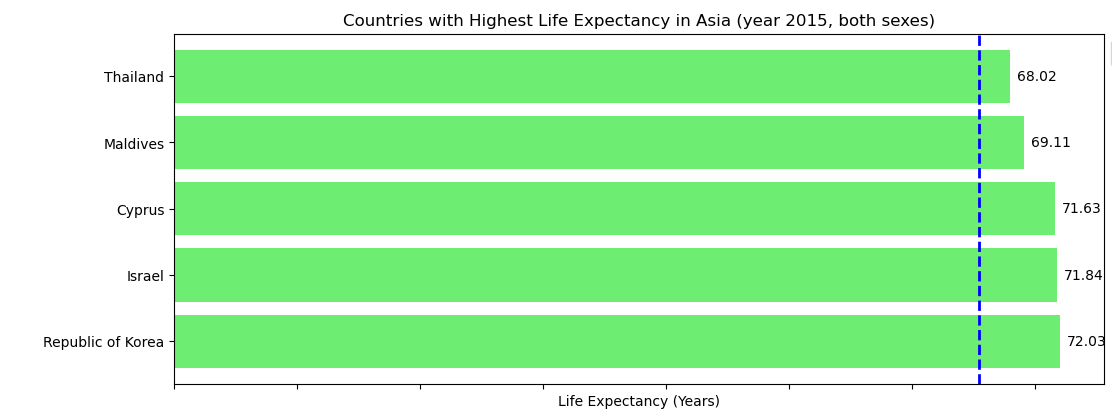 Countries with Highest Life Expectancy in Asia (year 2015, both sexes)
Thailand 68.02
Maldives 69.11
Cyprus 71.63
Israel 71.84
Republic of Korea 72.03
Life Expectancy (Years)